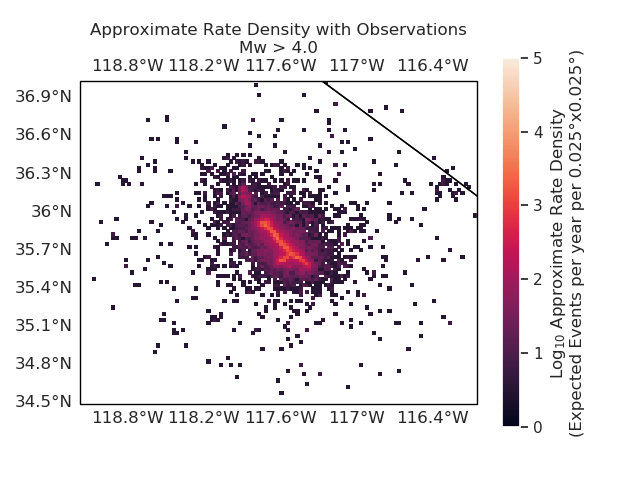 Approximate Rate Density with Observations
Mw > 4.0
118.8°W 118.2°W 117.6°W 117°W 116.4°W
36.9°N
36.6°N
36.3°N
36°N
35.7°N
35.4°N
35.1°N
34.8°N
34.5°N
118.8°W 118.2°W 117.6°W 117°W 116.4°W
5
4
3
2
1
0
Log₁₀ Approximate Rate Density
(Expected Events per year per 0.025°x0.025°)